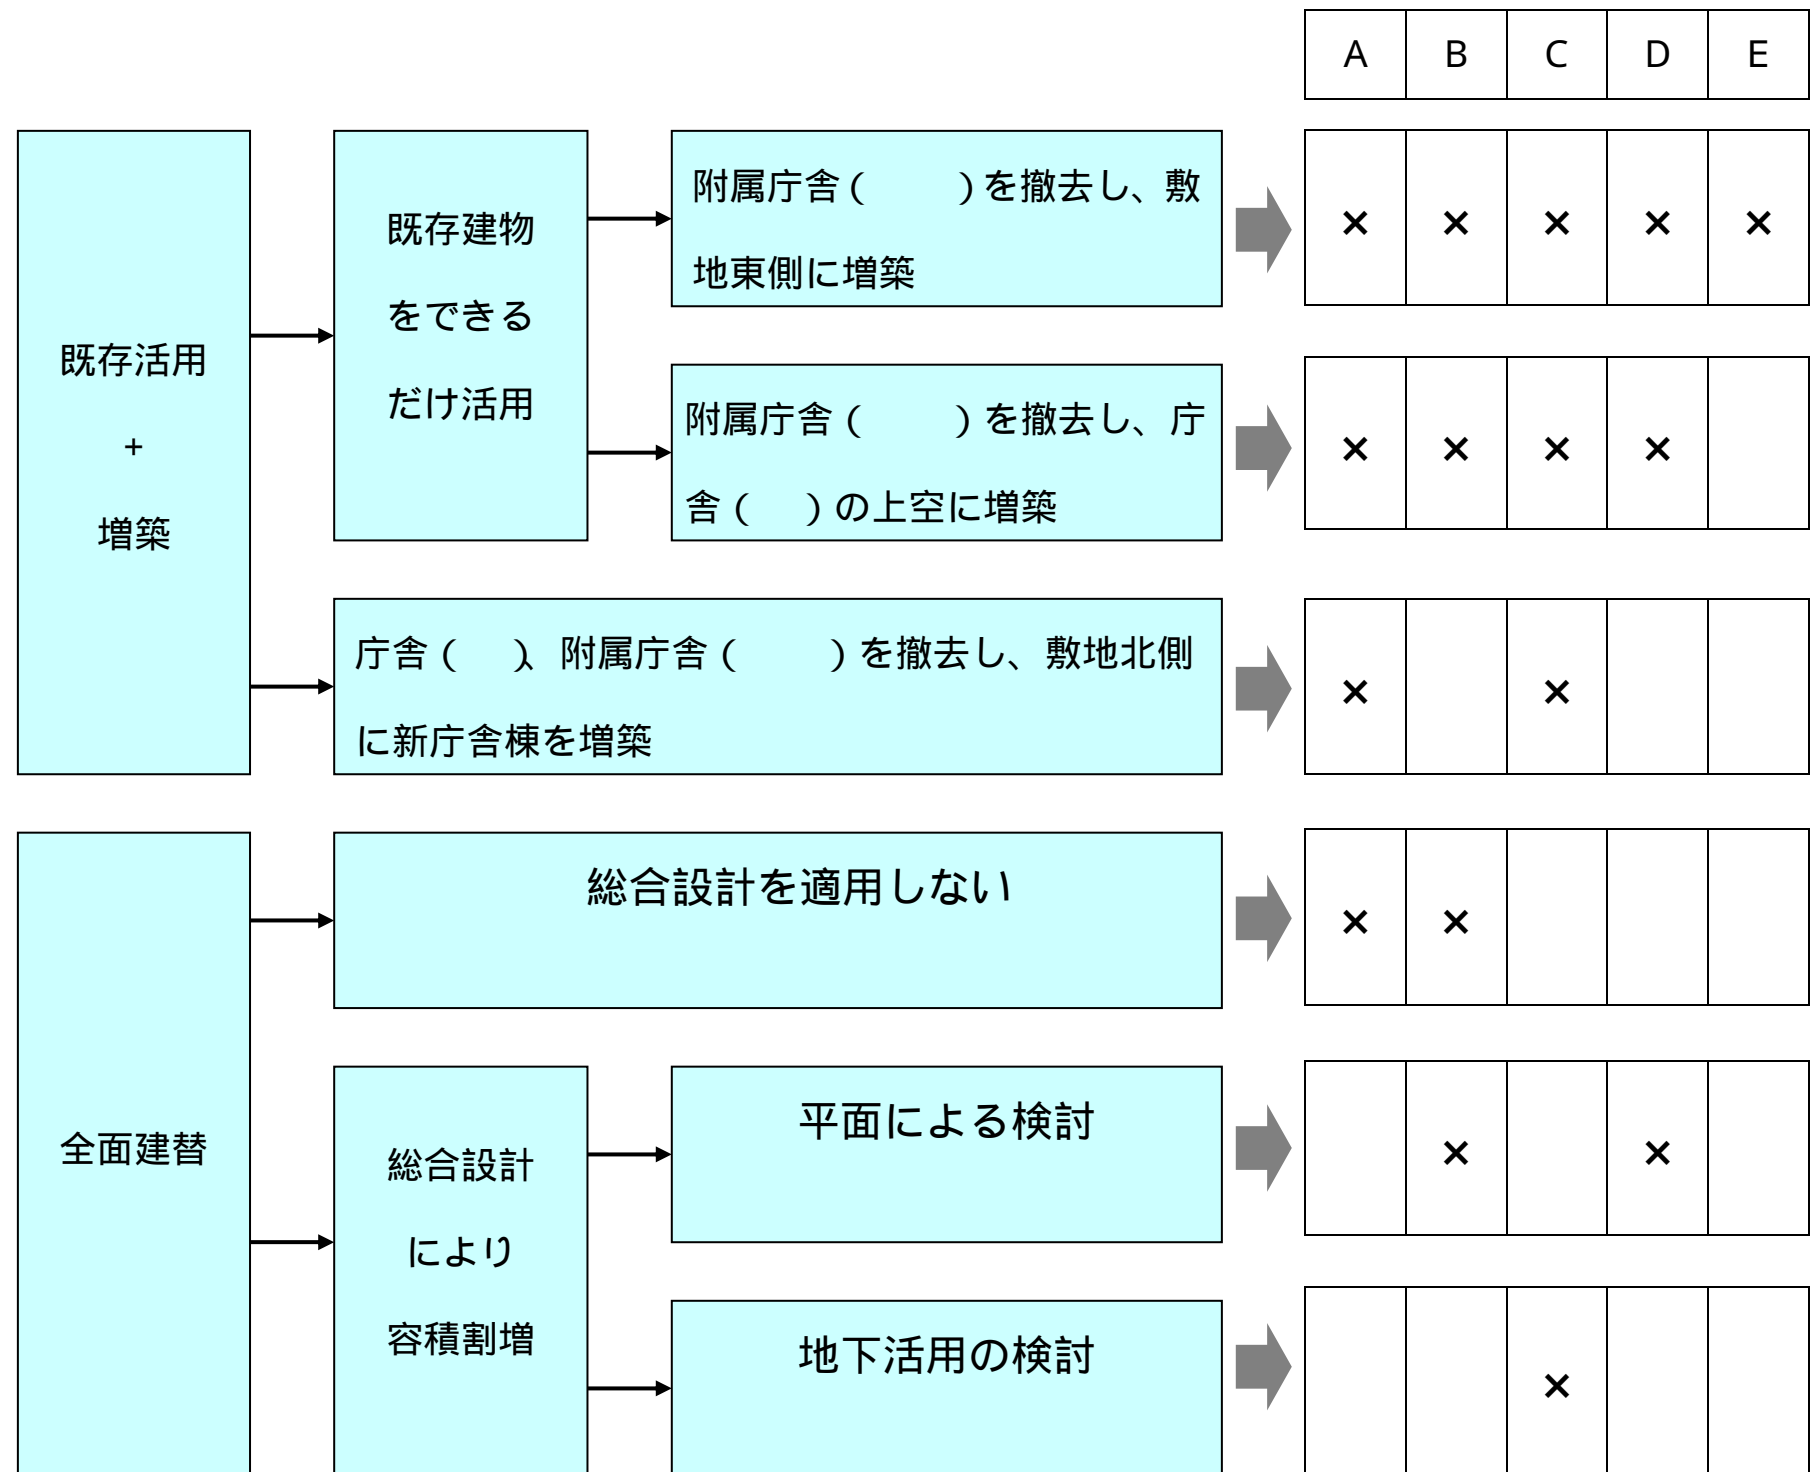 A B C D E
既存活用
+
増築
既存建物
をできる
だけ活用
附属庁舎(　　)を撤去し、敷
地東側に増築
× × × × ×
附属庁舎(　　)を撤去し、庁
舎(　)の上空に増築
× × × ×
庁舎(　)、附属庁舎(　　)を撤去し、敷地北側
に新庁舎棟を増築
× ×
全面建替
総合設計を適用しない
× ×
総合設計
により
容積割増
平面による検討
× ×
地下活用の検討
×